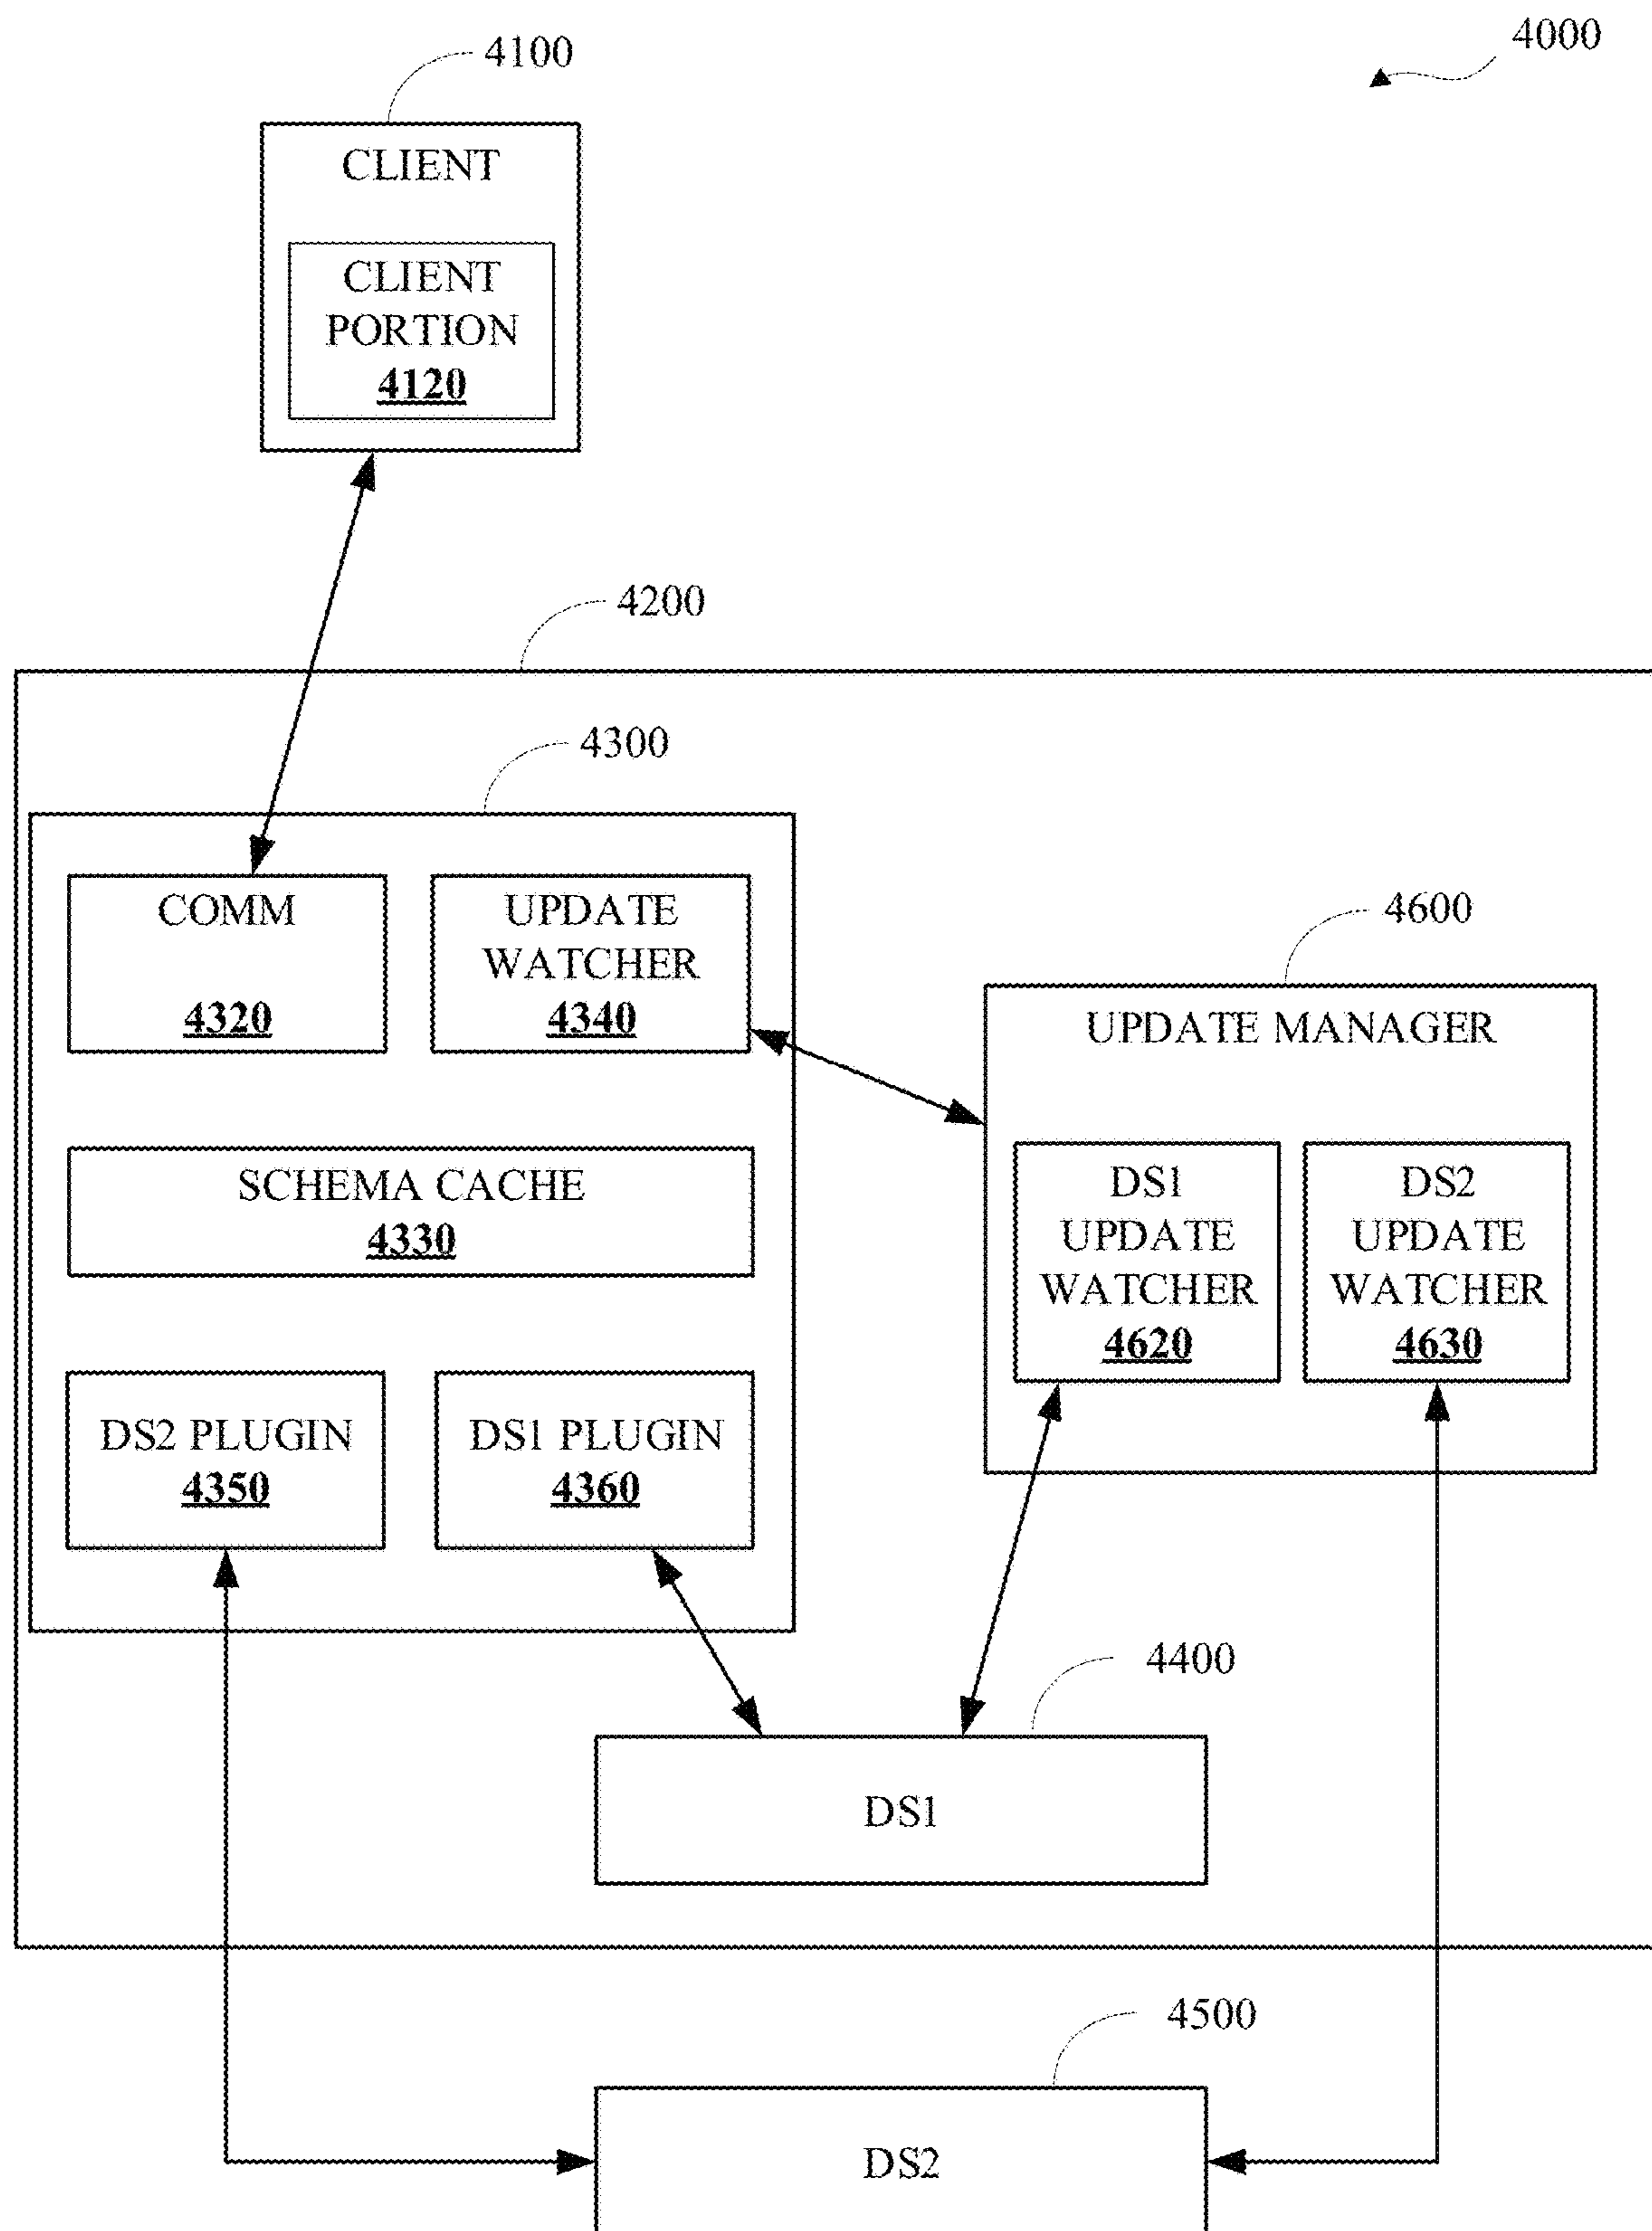 4000
4100
CLIENT
CLIENT
PORTION
4120
4200
4300
COMM
4320
UPDATE
WATCHER
4340
4600
UPDATE MANAGER
SCHEMA CACHE
4330
DS1
UPDATE
WATCHER
4620
DS2
UPDATE
WATCHER
4630
DS2 PLUGIN
4350
DS1 PLUGIN
4360
4400
DS1
4500
DS2